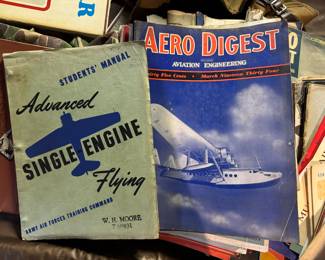 STUDENTS' MANUAL
Advanced
SINGLE ENGINE
Flying
ARMY AIR FORCES TRAINING COMMAND
W. H. MOORE
AERO DIGEST
AVIATION ENGINEERING
Thirty Five Cents
March Nineteen Thirty Four